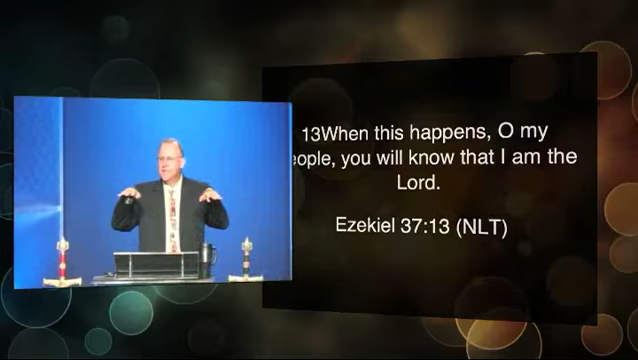 13When this happens, O my
eople, you will know that I am the
Lord.
Ezekiel 37:13 (NLT)